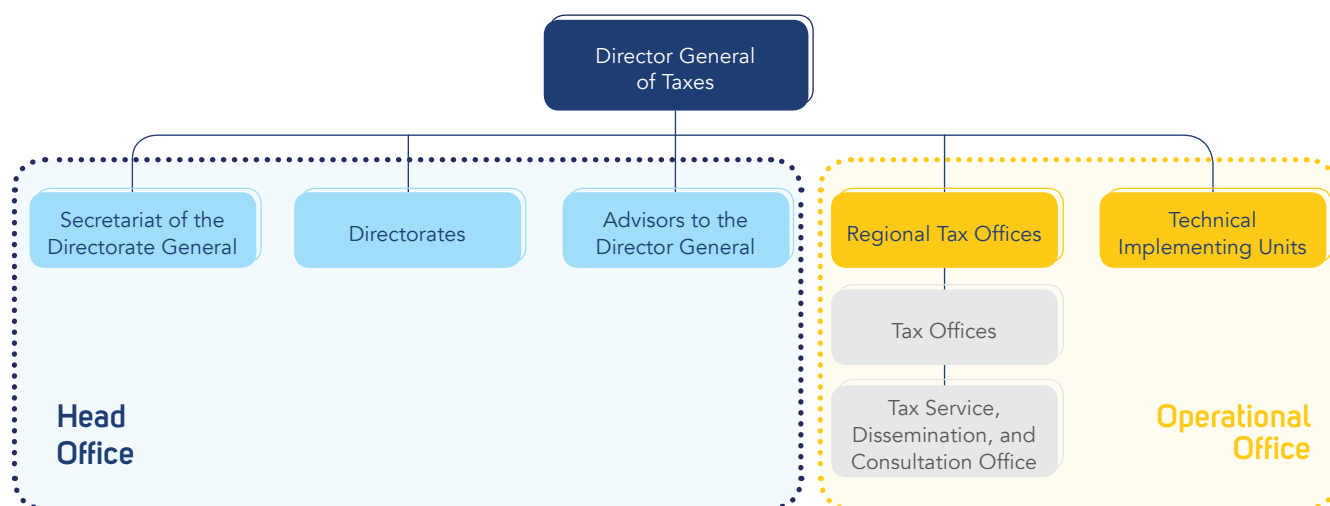 Director General
of Taxes
Secretariat of the
Directorate General
Directorates
Advisors to the
Director General
Regional Tax Offices
Technical
Implementing Units
Tax Offices
Tax Service,
Dissemination, and
Consultation Office
Head
Office
Operational
Office